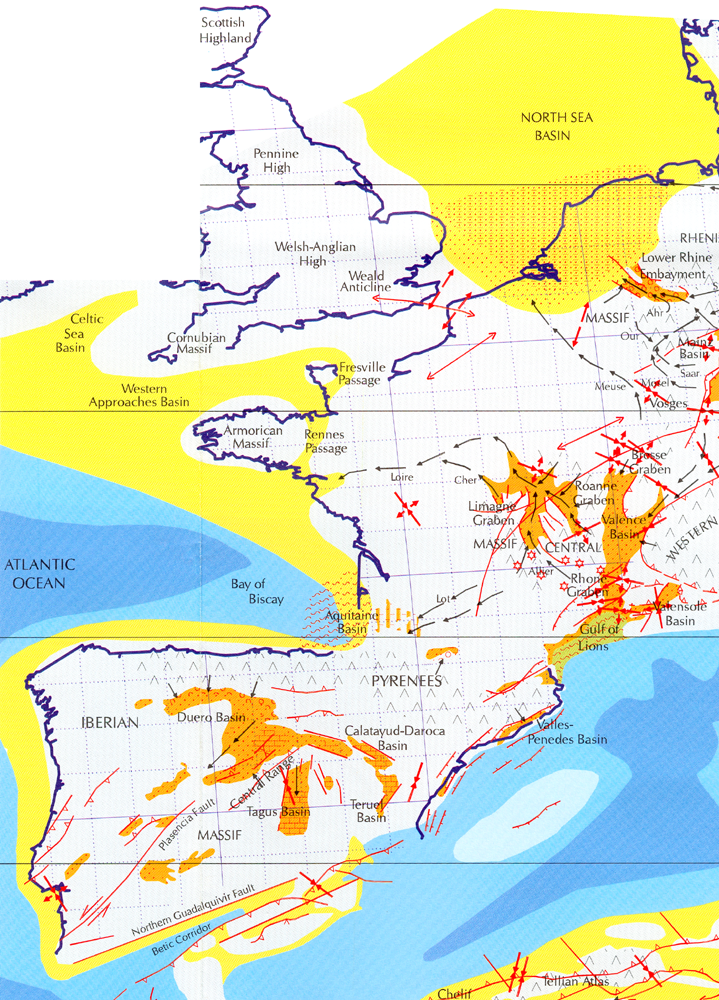 Scottish
Highland
NORTH SEA
BASIN
Pennine
High
Welsh-Anglian
High
Weald
Anticline
RHENI
Lower Rhine
Embayment
MASSIF
Ahr
S
Our
Mainz
Basin
Saar
Mosel
Meuse
Vosges
Celtic
Sea
Basin
Cornubian
Massif
Western
Approaches Basin
Fresville
Passage
Armorican
Massif
Rennes
Passage
Loire
Cher
Bresse
Graben
Roanne
Graben
Limagne
Graben
Valence
Basin
WESTERN
MASSIF
CENTRAL
Allier
Rhone
Graben
Valensole
Basin
ATLANTIC
OCEAN
Bay of
Biscay
Lot
Aquitaine
Basin
Gulf of
Lions
PYRENEES
IBERIAN
Duero Basin
Calatayud-Daroca
Basin
Valles-
Penedes Basin
Central Range
Plasencia Fault
Tagus Basin
Teruel
Basin
MASSIF
Northern Guadalquivir Fault
Betic Corridor
Tellian Atlas
Chelif